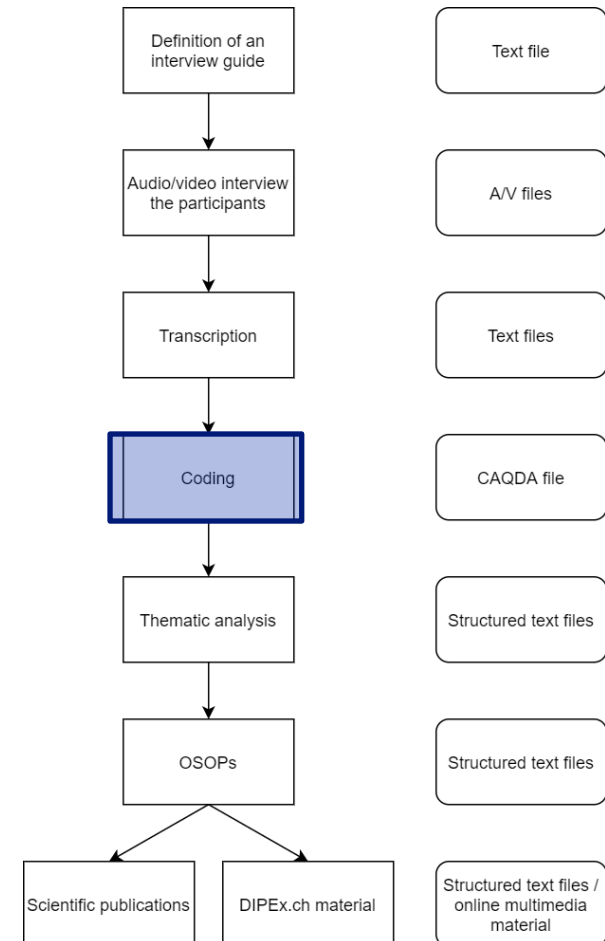 Definition of an
interview guide
Text file
Audio/video interview
the participants
A/V files
Transcription
Text files
Coding
CAQDA file
Thematic analysis
Structured text files
OSOPs
Structured text files
Scientific publications
DIPEx.ch material
Structured text files /
online multimedia
material